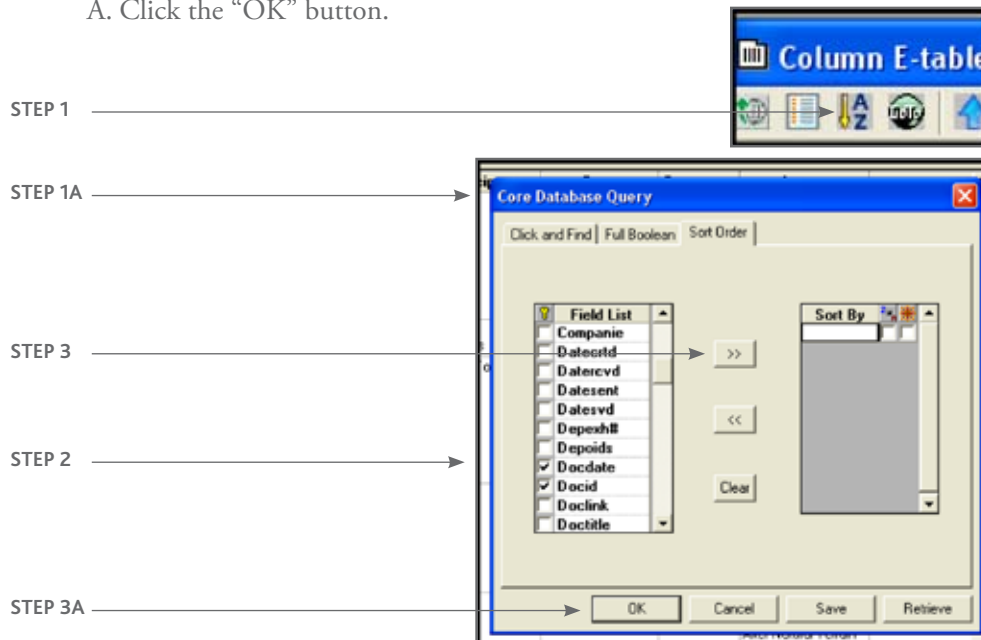 A. Click the “OK” button.
Column E-table
STEP 1
A
Z
GoTo
STEP 1A
Core Database Query
Click and Find Full Boolean Sort Order
Field List
Sort By
Companie
STEP 3
Datecrtd
>>
Datercvd
Datesent
Datesvd
Depexh#
<<
Depoids
STEP 2
Docdate
Docid
Clear
Doclink
Doctitle
STEP 3A
OK Cancel Save Retrieve